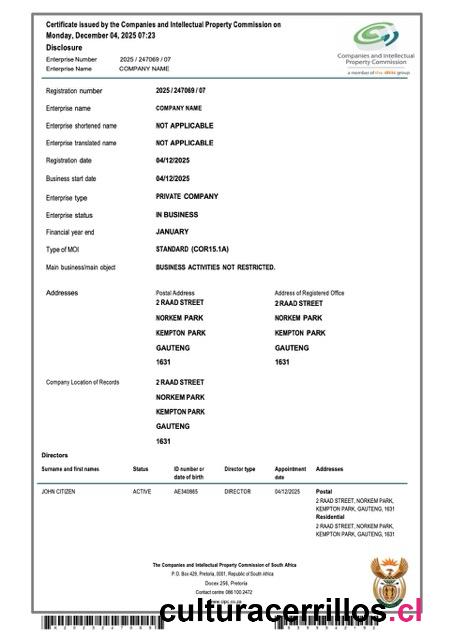 Certificate issued by the Companies and Intellectual Property Commission on
Monday, December 04, 2025 07:23
Disclosure
Enterprise Number 2025 / 247069 / 07
Enterprise Name COMPANY NAME
Companies and Intellectual
Property Commission
a member of the dtic group
Registration number 2025 / 247069 / 07
Enterprise name COMPANY NAME
Enterprise shortened name NOT APPLICABLE
Enterprise translated name NOT APPLICABLE
Registration date 04/12/2025
Business start date 04/12/2025
Enterprise type PRIVATE COMPANY
Enterprise status IN BUSINESS
Financial year end JANUARY
Type of MOI STANDARD (COR15.1A)
Main business/main object BUSINESS ACTIVITIES NOT RESTRICTED.
Addresses Postal Address Address of Registered Office
2 RAAD STREET 2 RAAD STREET
NORKEM PARK NORKEM PARK
KEMPTON PARK KEMPTON PARK
GAUTENG GAUTENG
1631 1631
Company Location of Records 2 RAAD STREET
NORKEM PARK
KEMPTON PARK
GAUTENG
1631
Directors
Surname and first names Status ID number or date of birth Director type Appointment date Addresses
JOHN CITIZEN ACTIVE AE340865 DIRECTOR 04/12/2025 Postal
2 RAAD STREET, NORKEM PARK,
KEMPTON PARK, GAUTENG, 1631
Residential
2 RAAD STREET, NORKEM PARK,
KEMPTON PARK, GAUTENG, 1631
The Companies and Intellectual Property Commission of South Africa
P.O. Box 429, Pretoria, 0001, Republic of South Africa
Docex 256, Pretoria
Contact centre 086 100 2472
www.cipc.co.za
culturacerrillos.cl